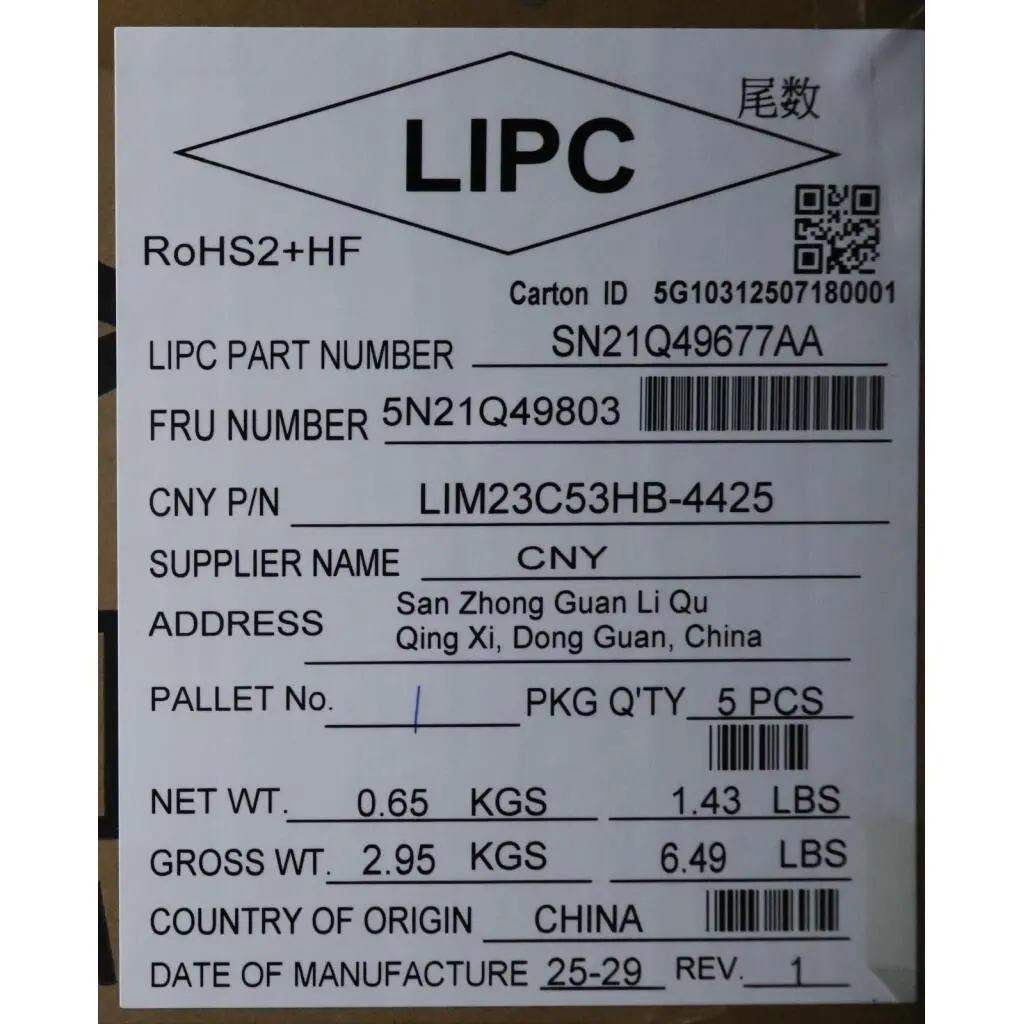 尾数
LIPC
RoHS2+HF
Carton ID 5G10312507180001
LIPC PART NUMBER SN21Q49677AA
FRU NUMBER 5N21Q49803
CNY P/N LIM23C53HB-4425
SUPPLIER NAME CNY
ADDRESS San Zhong Guan Li Qu
Qing Xi, Dong Guan, China
PALLET No. 1 PKG Q'TY 5 PCS
NET WT. 0.65 KGS 1.43 LBS
GROSS WT. 2.95 KGS 6.49 LBS
COUNTRY OF ORIGIN CHINA
DATE OF MANUFACTURE 25-29 REV. 1